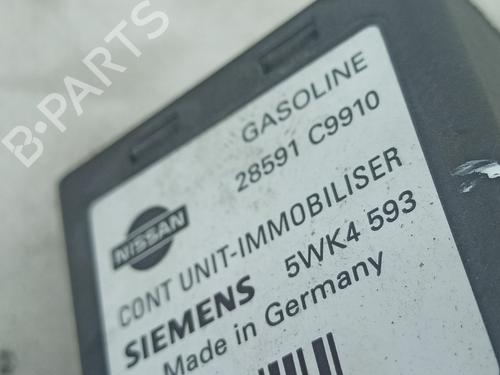 B-PARTS
GASOLINE
28591 C9910
NISSAN
CONT UNIT-IMMOBILISER
SIEMENS 5WK4 593
Made in Germany